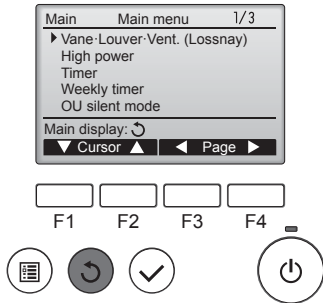 Main Main menu 1/3
Vane·Louver·Vent. (Lossnay)
High power
Timer
Weekly timer
OU silent mode
Main display:
Cursor Page
F1 F2 F3 F4